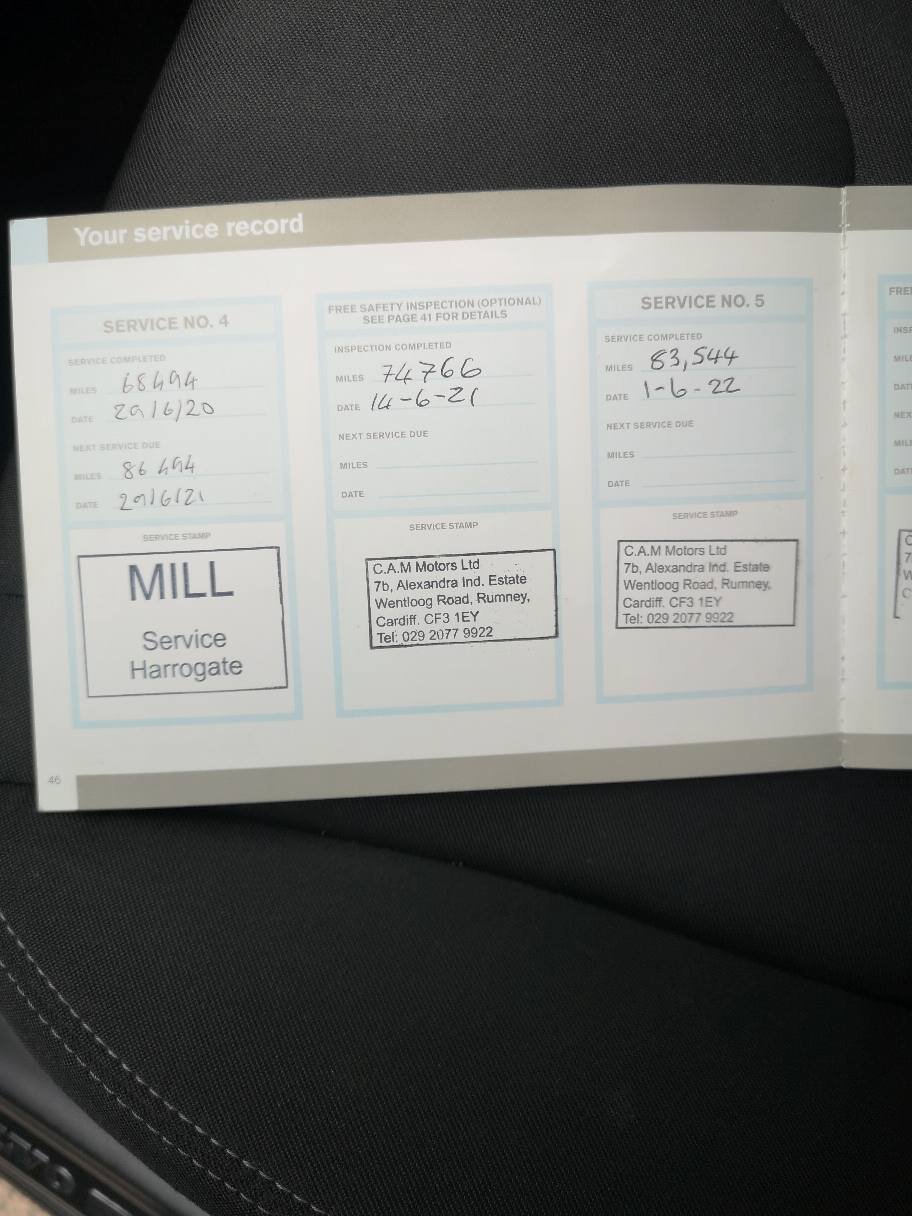 Your service record
SERVICE NO. 4
SERVICE COMPLETED
MILES 68494
DATE 29/6/20
NEXT SERVICE DUE
MILES 86494
DATE 29/6/21
SERVICE STAMP
MILL
Service
Harrogate
FREE SAFETY INSPECTION (OPTIONAL)
SEE PAGE 41 FOR DETAILS
INSPECTION COMPLETED
MILES 74766
DATE 14-6-21
NEXT SERVICE DUE
MILES
DATE
SERVICE STAMP
C.A.M Motors Ltd
7b, Alexandra Ind. Estate
Wentloog Road, Rumney,
Cardiff. CF3 1EY
Tel: 029 2077 9922
SERVICE NO. 5
SERVICE COMPLETED
MILES 83,544
DATE 1-6-22
NEXT SERVICE DUE
MILES
DATE
SERVICE STAMP
C.A.M Motors Ltd
7b, Alexandra Ind. Estate
Wentloog Road, Rumney,
Cardiff. CF3 1EY
Tel: 029 2077 9922
46